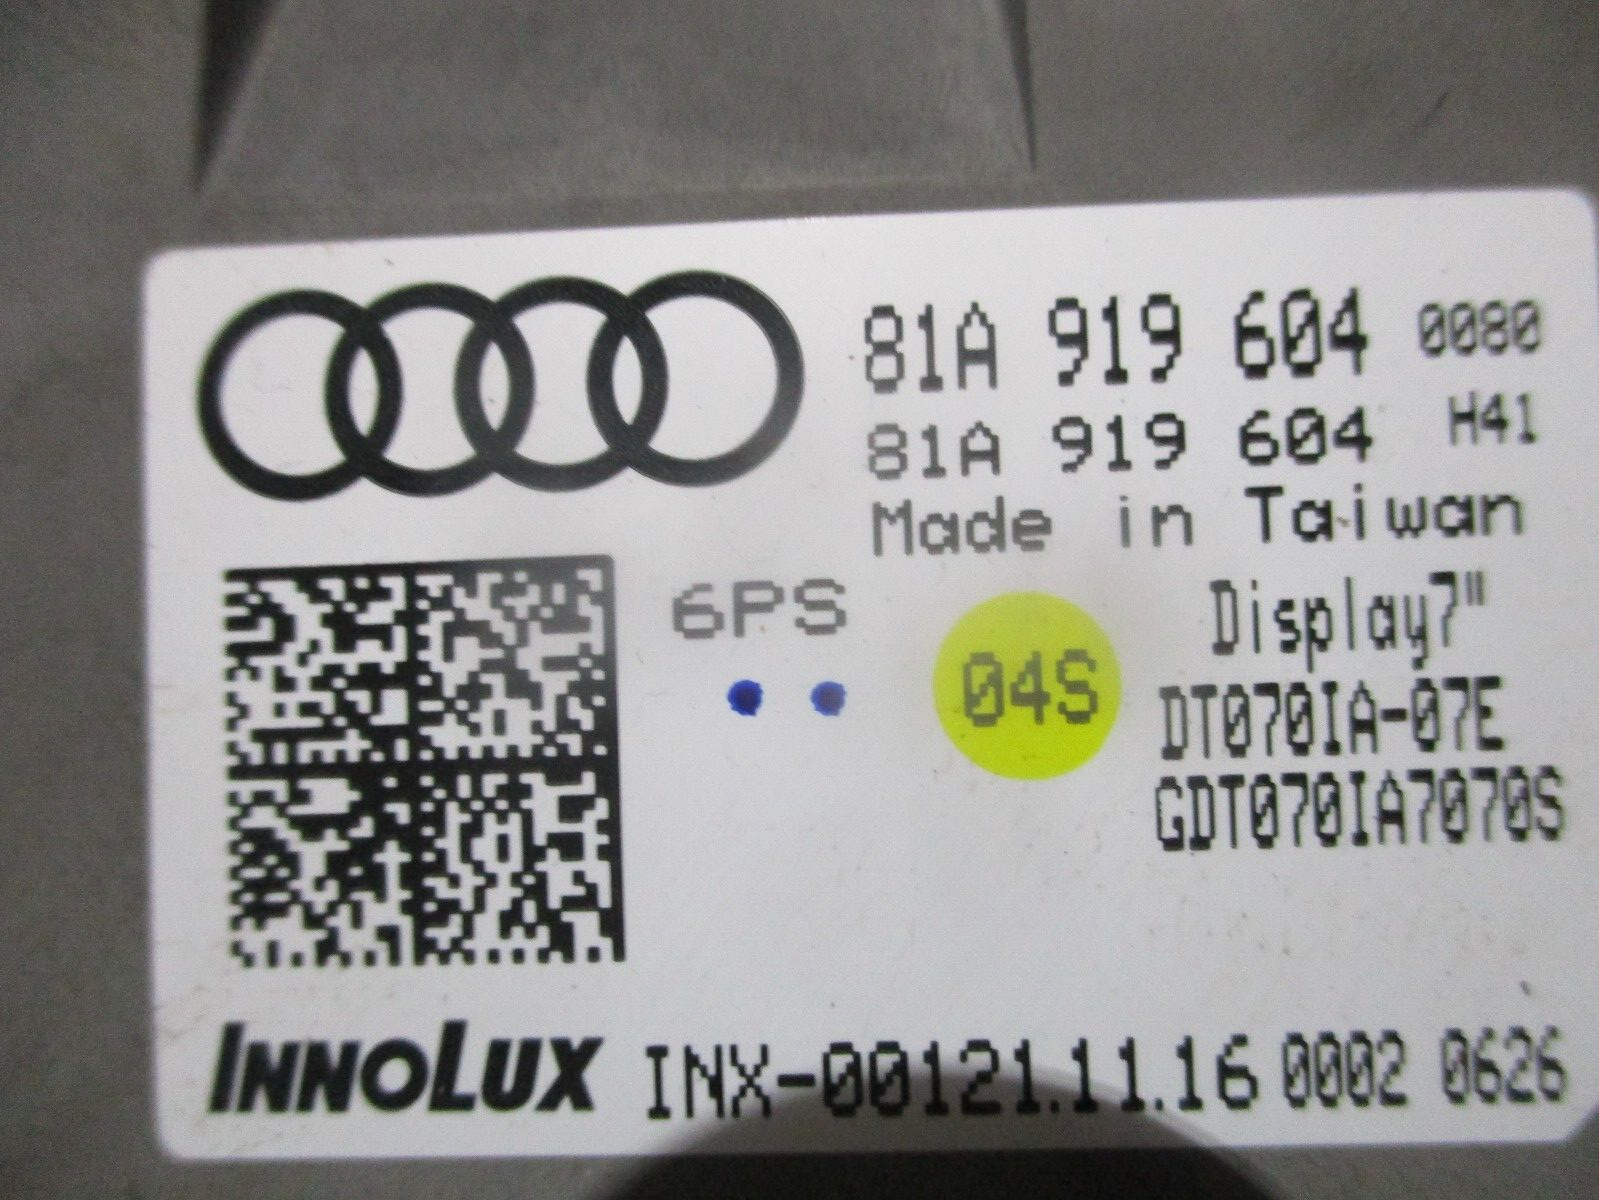 81A 919 604 0080
81A 919 604 H41
Made in Taiwan
6PS
04S
Display7"
DT070IA-07E
GDT070IA7070S
INNOLUX INX-00121.11.16 0002 0626